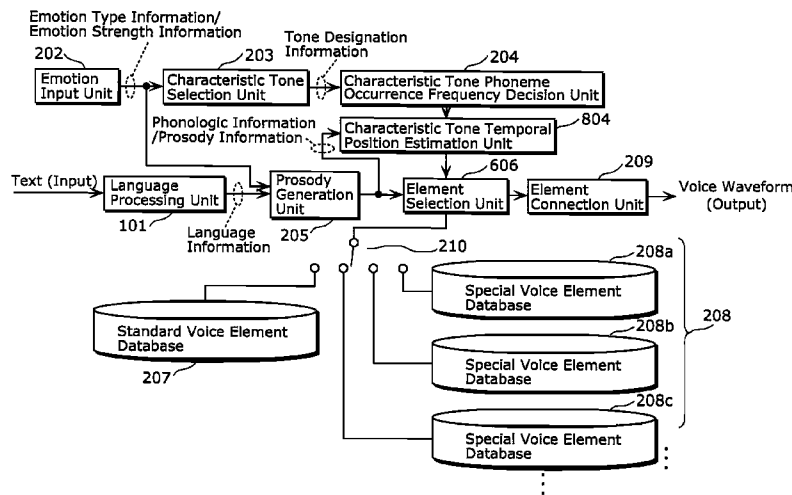 Emotion Type Information/
Emotion Strength Information
202
203
Tone Designation
Information
204
Emotion
Input Unit
Characteristic Tone
Selection Unit
Characteristic Tone Phoneme
Occurrence Frequency Decision Unit
Phonologic Information
/Prosody Information
Characteristic Tone Temporal
Position Estimation Unit
804
606
209
Text (Input)
Language
Processing Unit
Prosody
Generation
Unit
Element
Selection Unit
Element
Connection Unit
Voice Waveform
(Output)
101
Language
Information
205
210
208a
Special Voice Element
Database
208
Standard Voice Element
Database
207
208b
Special Voice Element
Database
208c
Special Voice Element
Database